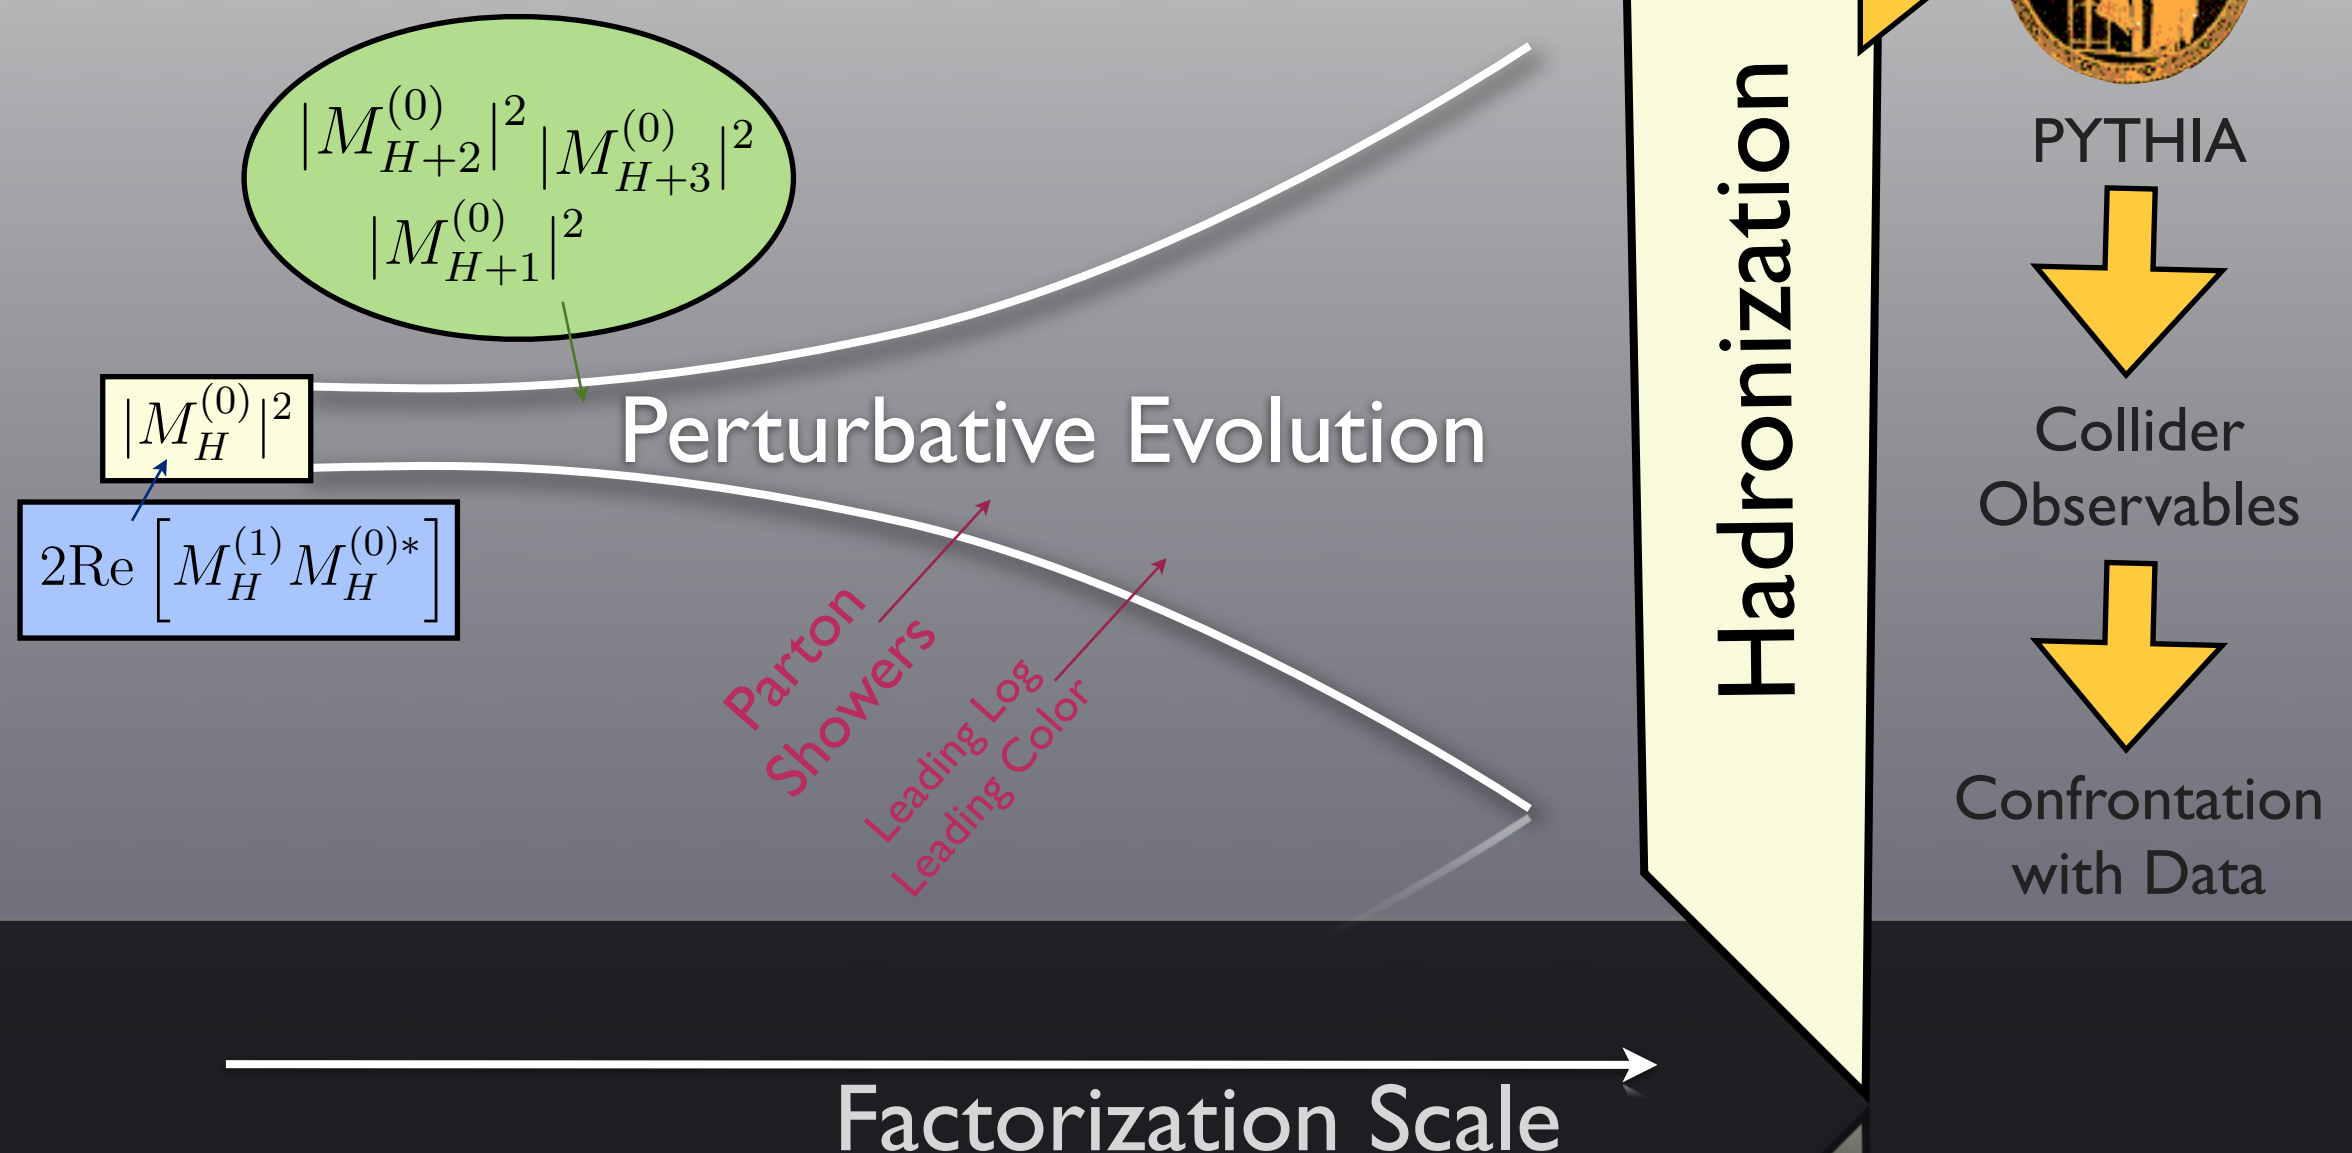 |M_{H+2}^{(0)}|^2 |M_{H+3}^{(0)}|^2
|M_{H+1}^{(0)}|^2
|M_H^{(0)}|^2
2Re [M_H^{(1)} M_H^{(0)*}]
Perturbative Evolution
Parton
Showers
Leading Log
Leading Color
Hadronization
PYTHIA
Collider
Observables
Confrontation
with Data
Factorization Scale